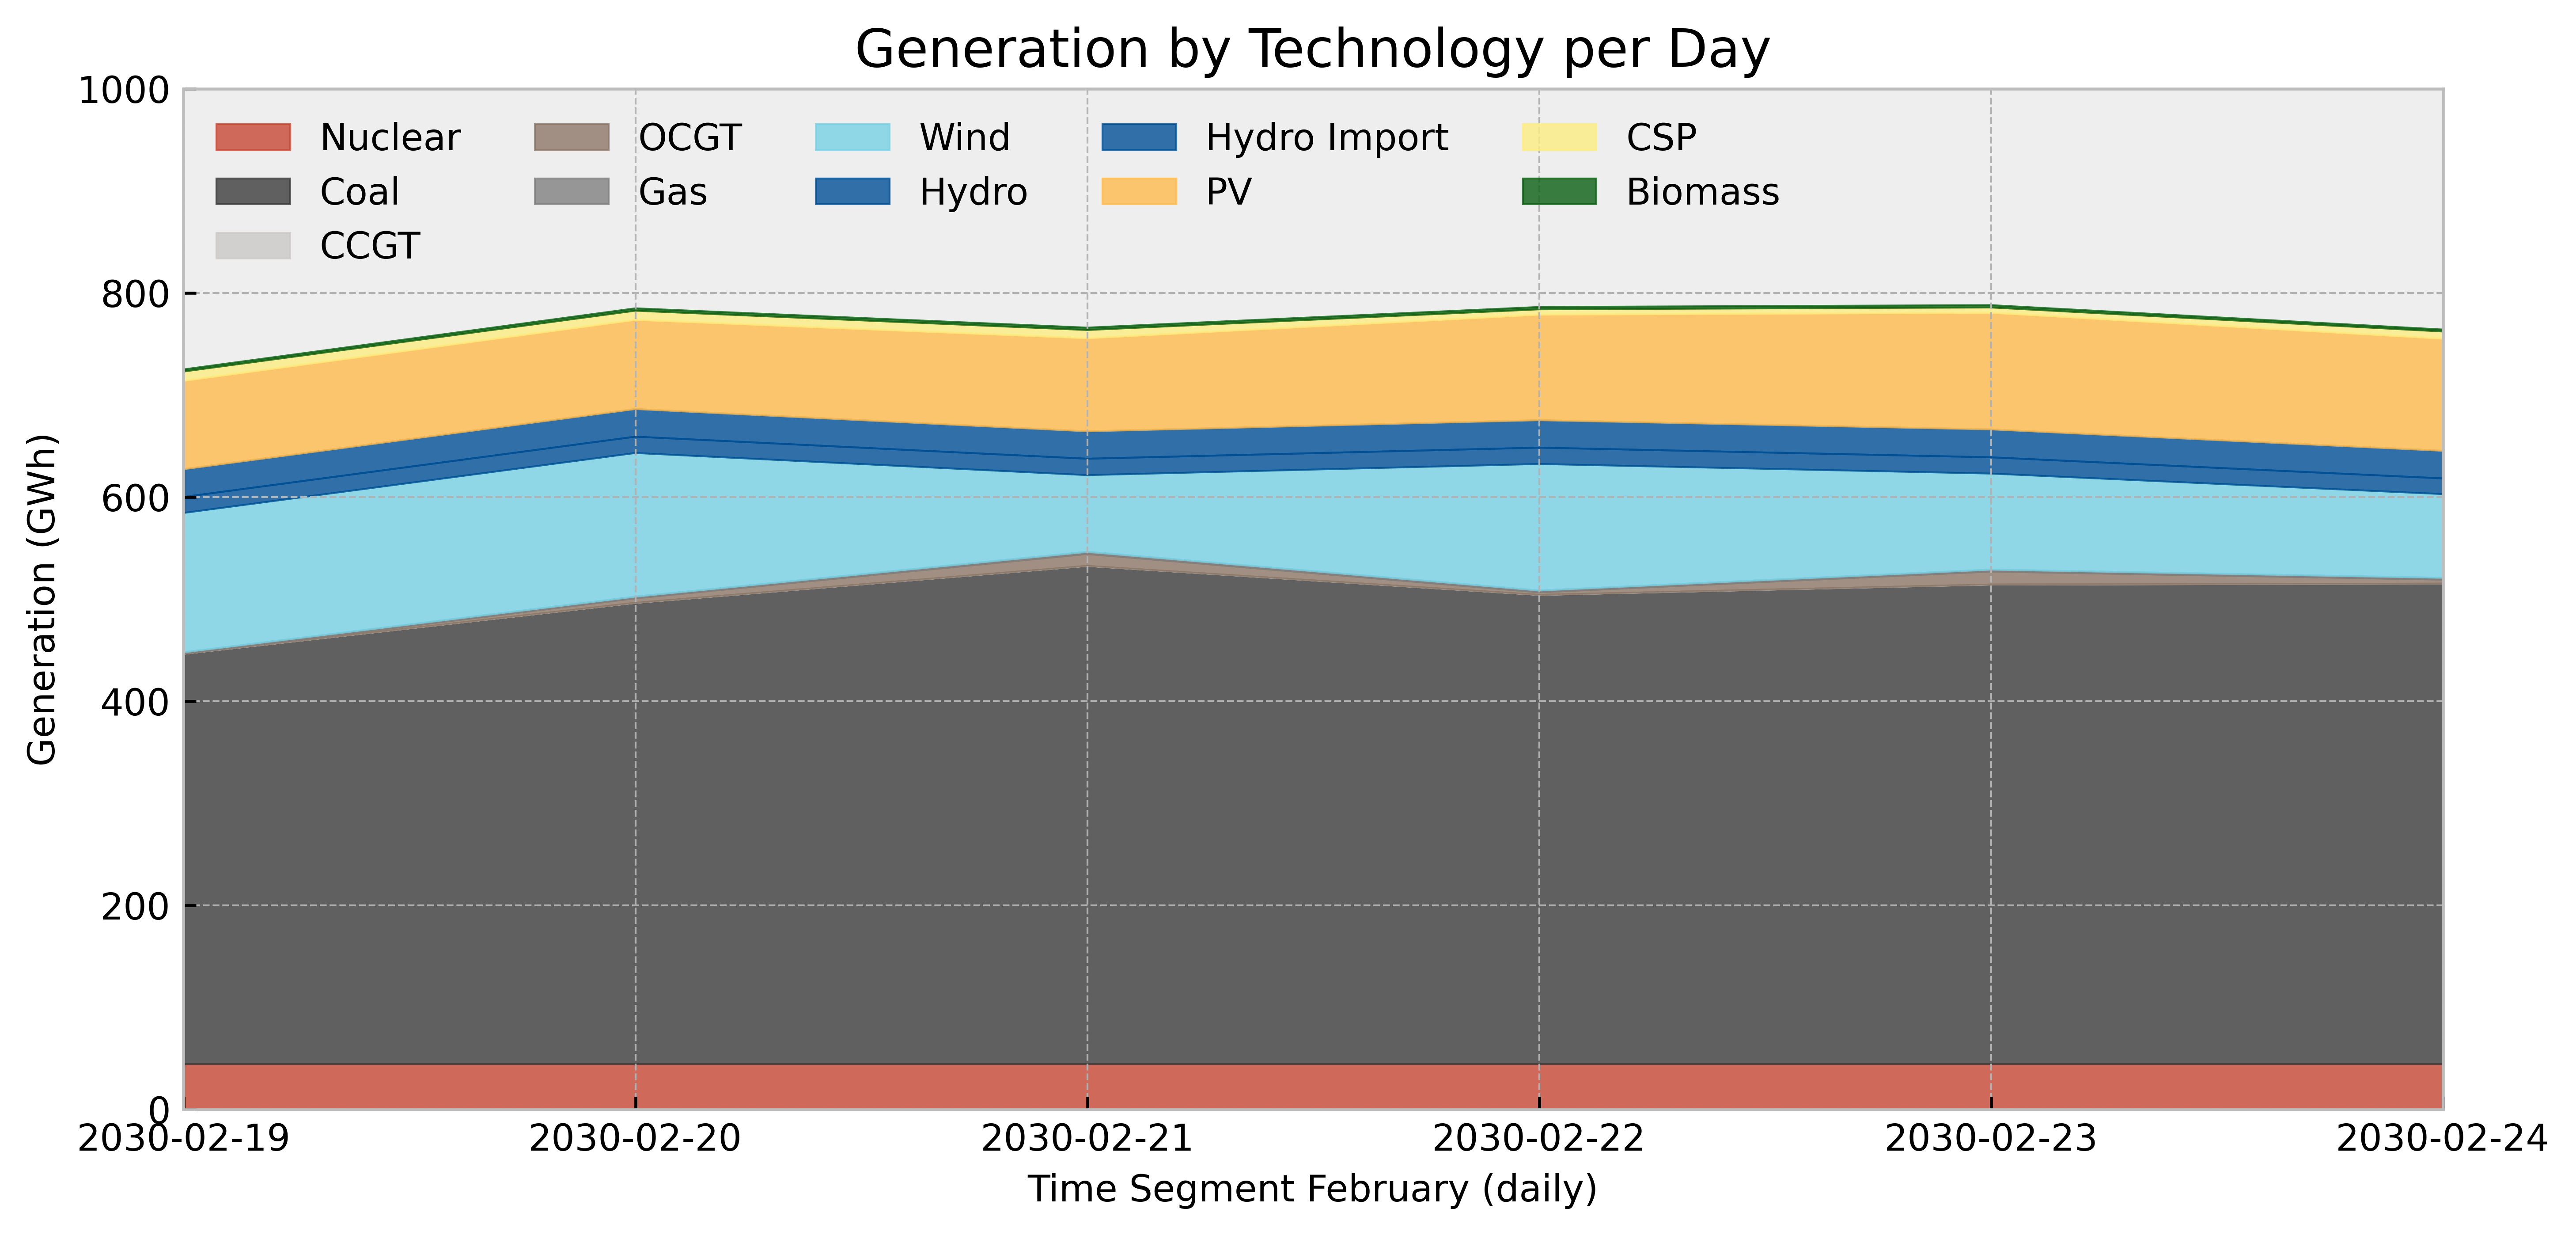 Generation by Technology per Day
Generation (GWh)
1000
800
600
400
200
0
Nuclear OCGT Wind Hydro Import CSP
Coal Gas Hydro PV Biomass
CCGT
2030-02-19 2030-02-20 2030-02-21 2030-02-22 2030-02-23 2030-02-24
Time Segment February (daily)